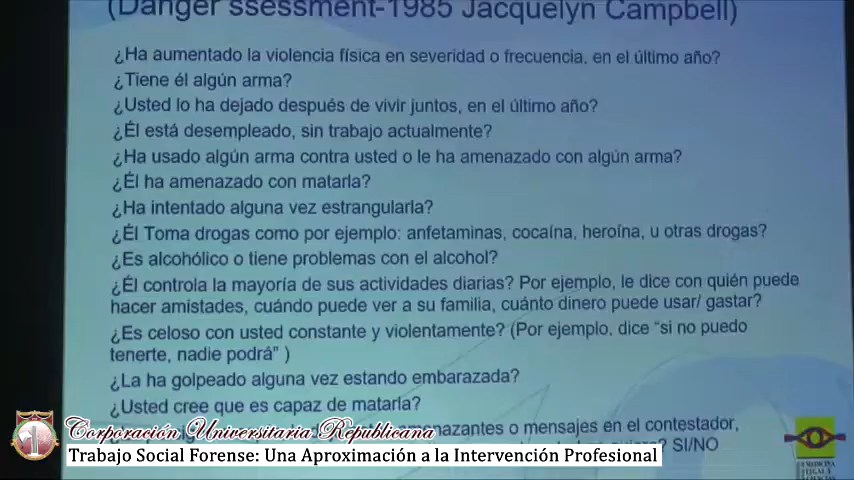 (Danger ssessment-1985 Jacquelyn Campbell)
¿Ha aumentado la violencia física en severidad o frecuencia, en el último año?
¿Tiene él algún arma?
¿Usted lo ha dejado después de vivir juntos, en el último año?
¿Él está desempleado, sin trabajo actualmente?
¿Ha usado algún arma contra usted o le ha amenazado con algún arma?
¿Él ha amenazado con matarla?
¿Ha intentado alguna vez estrangularla?
¿Él Toma drogas como por ejemplo: anfetaminas, cocaína, heroína, u otras drogas?
¿Es alcohólico o tiene problemas con el alcohol?
¿Él controla la mayoría de sus actividades diarias? Por ejemplo, le dice con quién puede
hacer amistades, cuándo puede ver a su familia, cuánto dinero puede usar/ gastar?
¿Es celoso con usted constante y violentamente? (Por ejemplo, dice “si no puedo
tenerte, nadie podrá” )
¿La ha golpeado alguna vez estando embarazada?
¿Usted cree que es capaz de matarla?
o mensajes en el contestador,
? SI/NO
Corporación Universitaria Republicana
Trabajo Social Forense: Una Aproximación a la Intervención Profesional